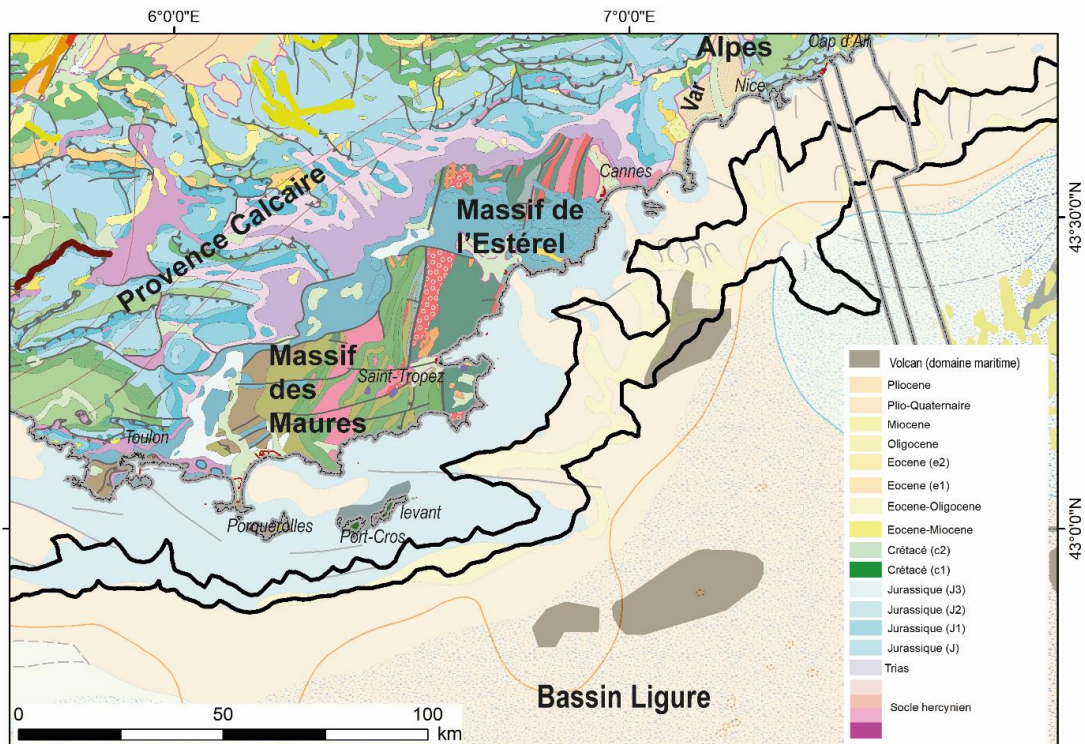 6°0'0"E
7°0'0"E
Alpes
Cap d'Ail
Var
Nice
Cannes
43°30'0"N
Massif de
l'Estérel
Provence Calcaire
Massif
des
Maures
Saint-Tropez
Toulon
Porquerolles
Port-Cros
levant
43°0'0"N
Bassin Ligure
0
50
100
km
Volcan (domaine maritime)
Pliocene
Plio-Quaternaire
Miocene
Oligocene
Eocene (e2)
Eocene (e1)
Eocene-Oligocene
Eocene-Miocene
Crétacé (c2)
Crétacé (c1)
Jurassique (J3)
Jurassique (J2)
Jurassique (J1)
Jurassique (J)
Trias
Socle hercynien